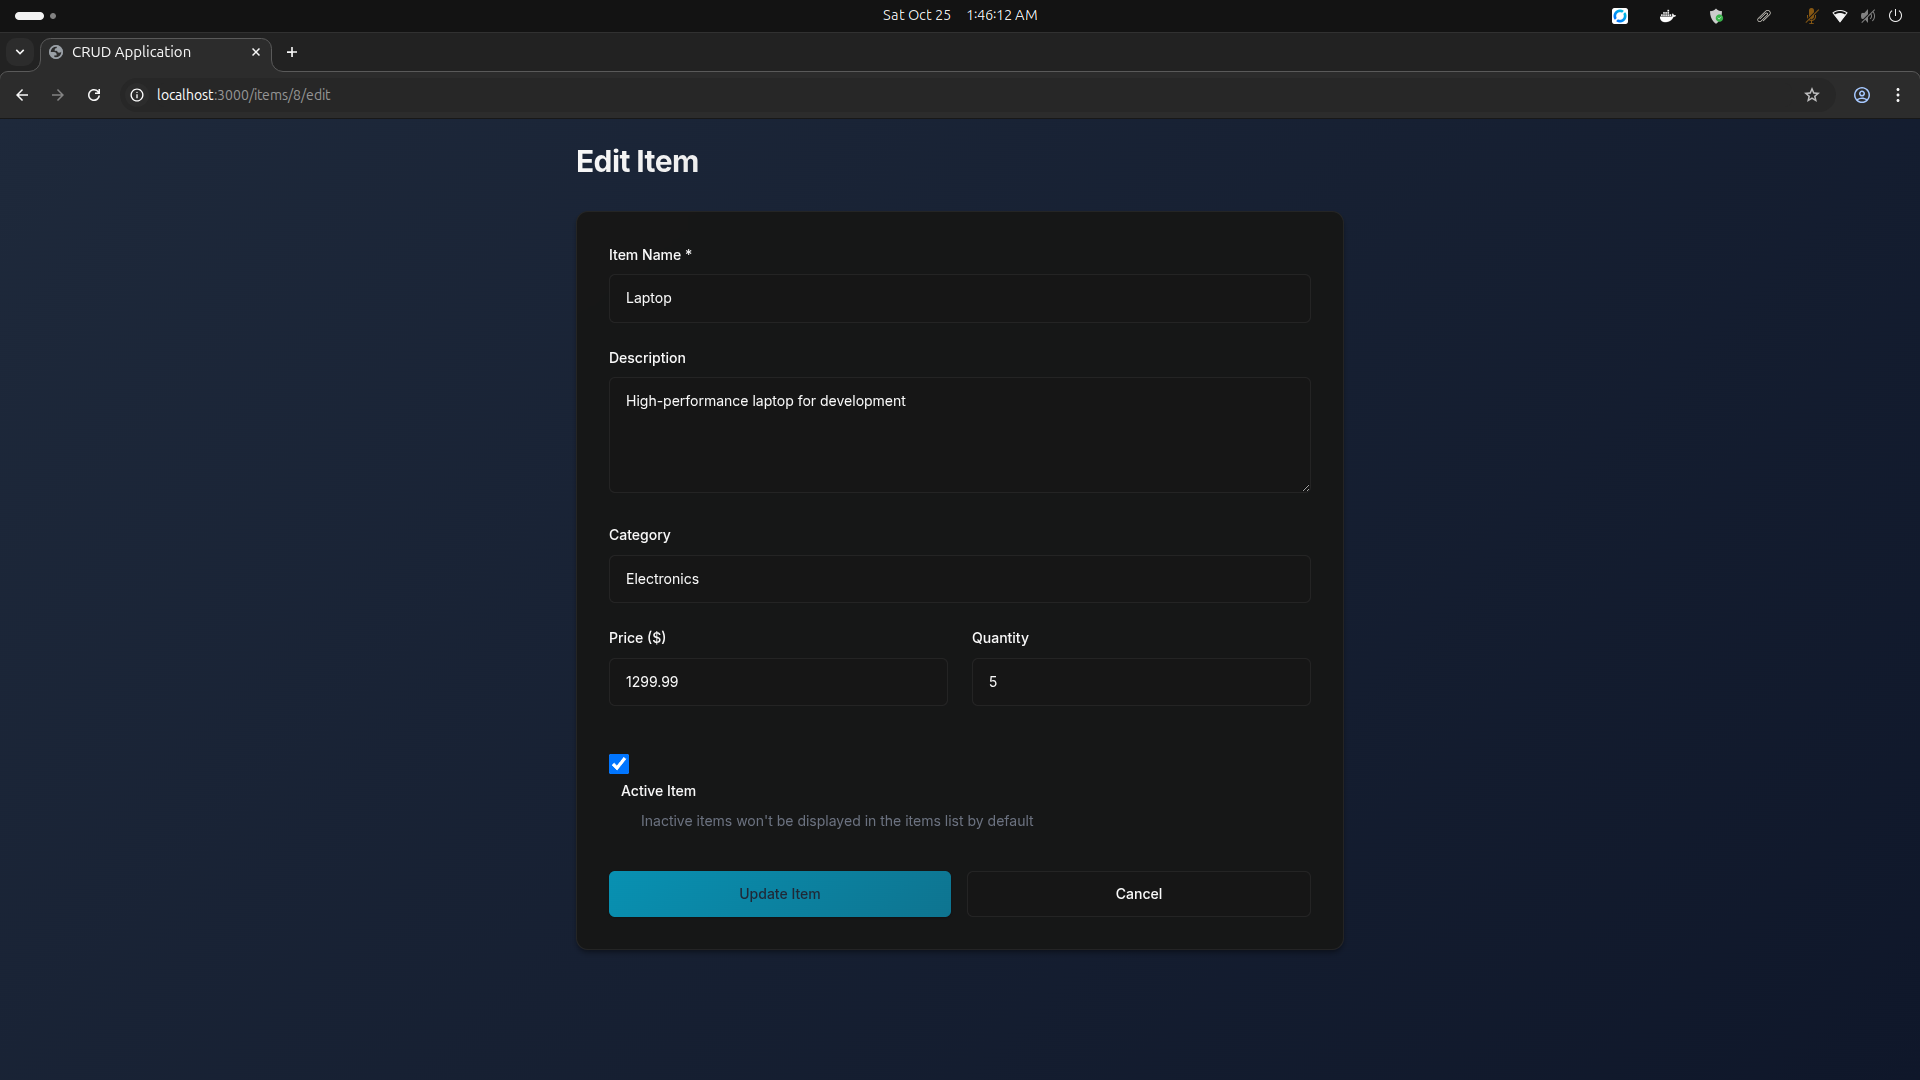 Sat Oct 25 1:46:12 AM
CRUD Application
localhost:3000/items/8/edit
Edit Item
Item Name *
Laptop
Description
High-performance laptop for development
Category
Electronics
Price ($) Quantity
1299.99 5
Active Item
Inactive items won't be displayed in the items list by default
Update Item Cancel